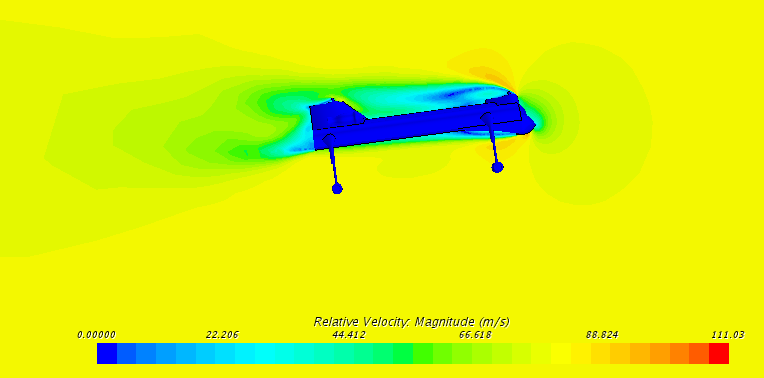 Relative Velocity: Magnitude (m/s)
0.00000 22.206 44.412 66.618 88.824 111.03